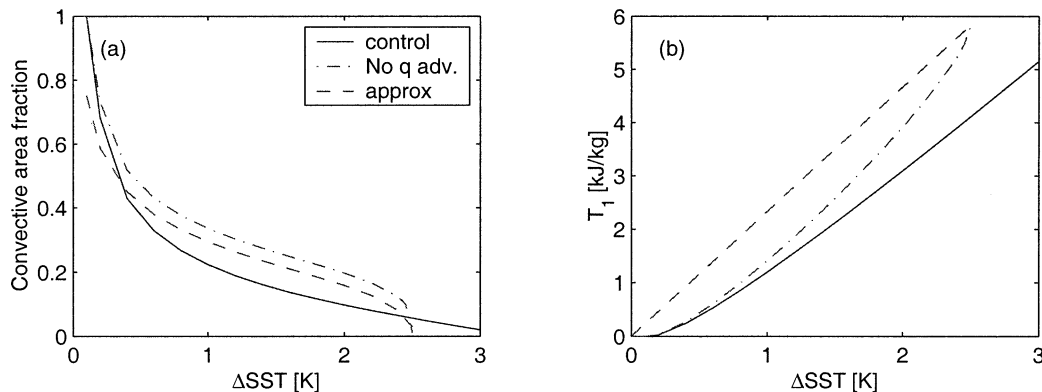 (a)
control
No q adv.
approx
Convective area fraction
1
0.8
0.6
0.4
0.2
0
0 1 2 3
ΔSST [K]
(b)
T1 [kJ/kg]
6
5
4
3
2
1
0
0 1 2 3
ΔSST [K]